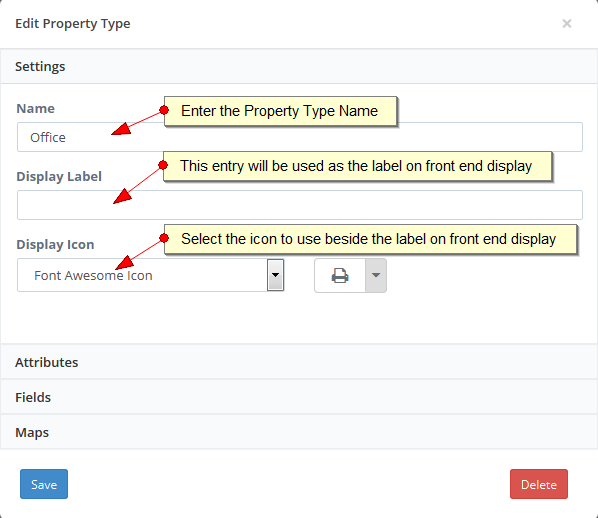 Edit Property Type ×
Settings
Name
Enter the Property Type Name
Office
Display Label
This entry will be used as the label on front end display
Display Icon
Select the icon to use beside the label on front end display
Font Awesome Icon
Attributes
Fields
Maps
Save Delete